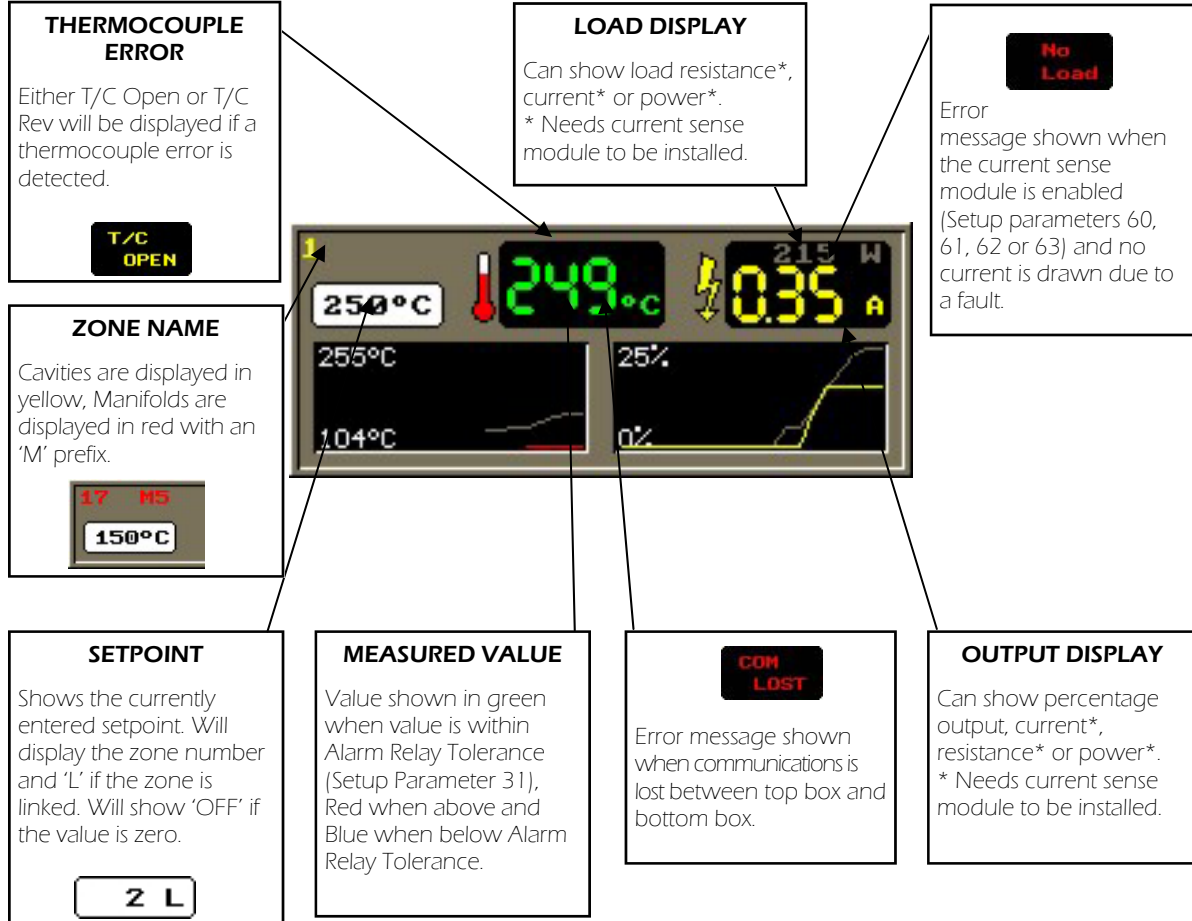 THERMOCOUPLE
ERROR
Either T/C Open or T/C
Rev will be displayed if a
thermocouple error is
detected.
T/C
OPEN
LOAD DISPLAY
Can show load resistance*,
current* or power*.
* Needs current sense
module to be installed.
No
Load
Error
message shown when
the current sense
module is enabled
(Setup parameters 60,
61, 62 or 63) and no
current is drawn due to
a fault.
ZONE NAME
Cavities are displayed in
yellow, Manifolds are
displayed in red with an
‘M’ prefix.
17 M5
150°C
1
250°C
249°C
215 W
0.35 A
255°C
104°C
25%
0%
SETPOINT
Shows the currently
entered setpoint. Will
display the zone number
and ‘L’ if the zone is
linked. Will show ‘OFF’ if
the value is zero.
2 L
MEASURED VALUE
Value shown in green
when value is within
Alarm Relay Tolerance
(Setup Parameter 31),
Red when above and
Blue when below Alarm
Relay Tolerance.
COM
LOST
Error message shown
when communications is
lost between top box and
bottom box.
OUTPUT DISPLAY
Can show percentage
output, current*,
resistance* or power*.
* Needs current sense
module to be installed.